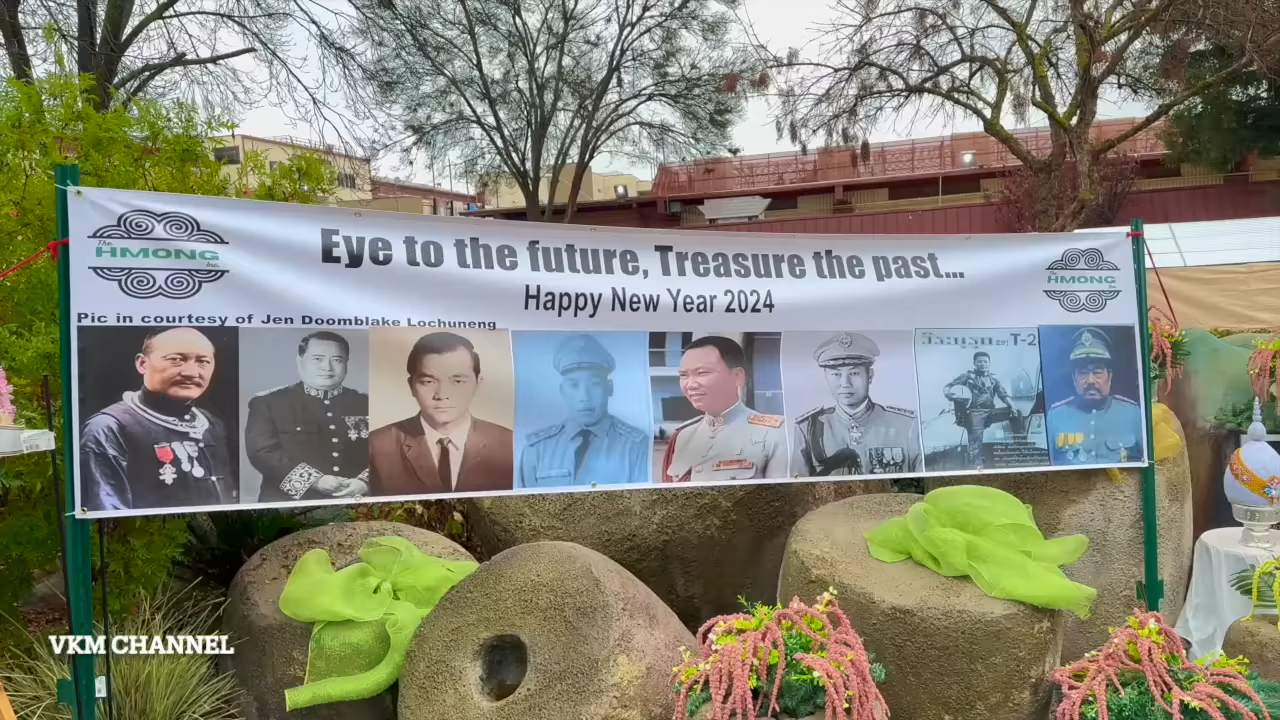 The
HMONG
Inc.
Eye to the future, Treasure the past...
Happy New Year 2024
The
HMONG
Inc.
Pic in courtesy of Jen Doomblake Lochuneng
T-2
VKM CHANNEL